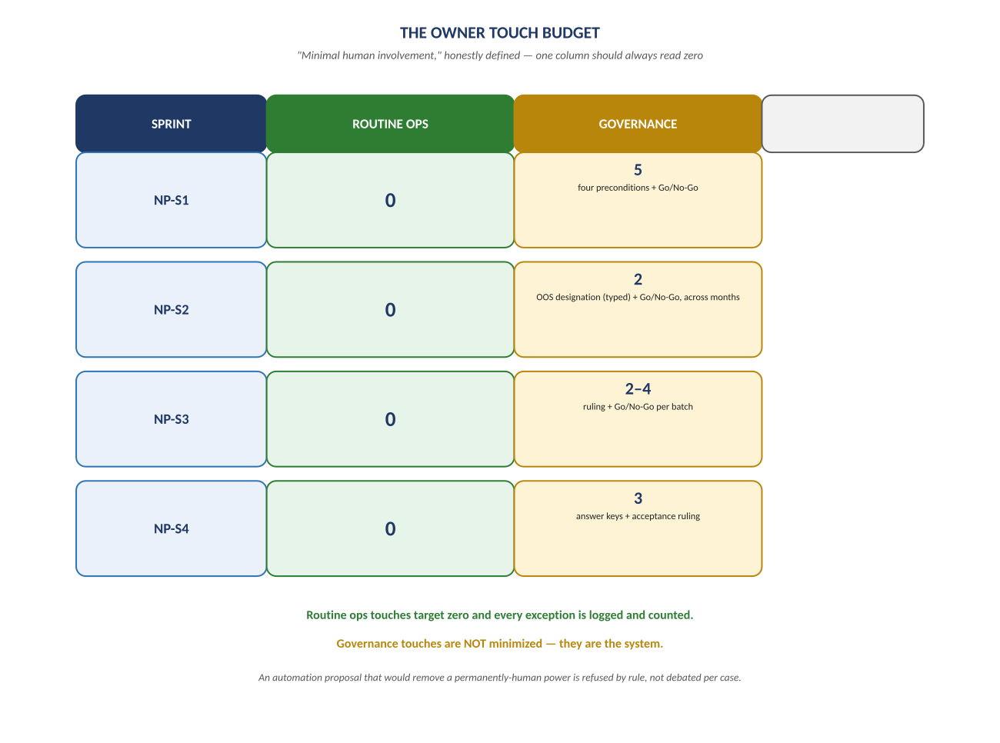 THE OWNER TOUCH BUDGET
"Minimal human involvement," honestly defined — one column should always read zero
SPRINT
ROUTINE OPS
GOVERNANCE
NP-S1
0
5
four preconditions + Go/No-Go
NP-S2
0
2
OOS designation (typed) + Go/No-Go, across months
NP-S3
0
2–4
ruling + Go/No-Go per batch
NP-S4
0
3
answer keys + acceptance ruling
Routine ops touches target zero and every exception is logged and counted.
Governance touches are NOT minimized — they are the system.
An automation proposal that would remove a permanently-human power is refused by rule, not debated per case.